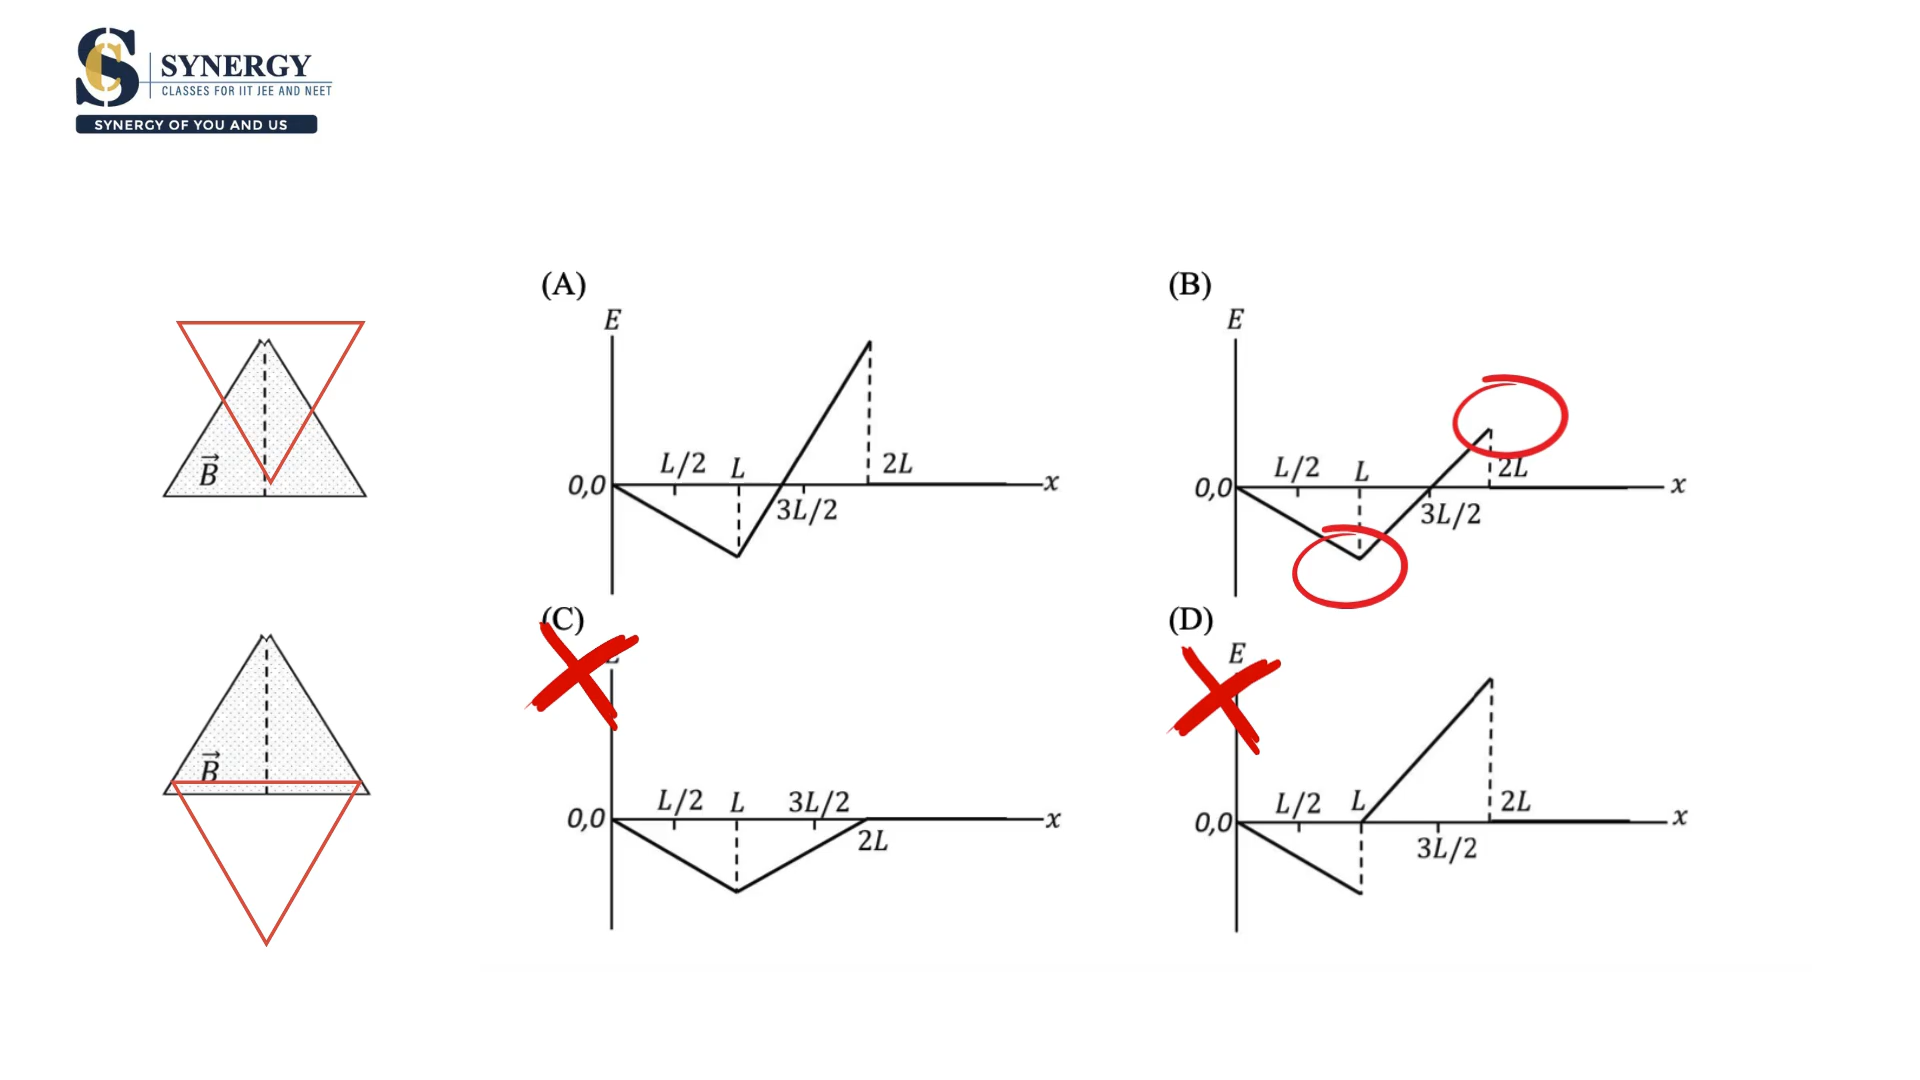 SYNERGY
CLASSES FOR IIT JEE AND NEET
SYNERGY OF YOU AND US
(A)
E
L/2 L 2L
0,0 x
3L/2
(B)
E
L/2 L 2L
0,0 x
3L/2
B
(C)
L/2 L 3L/2
0,0 x
2L
(D)
E
L/2 L 2L
0,0 x
3L/2
B